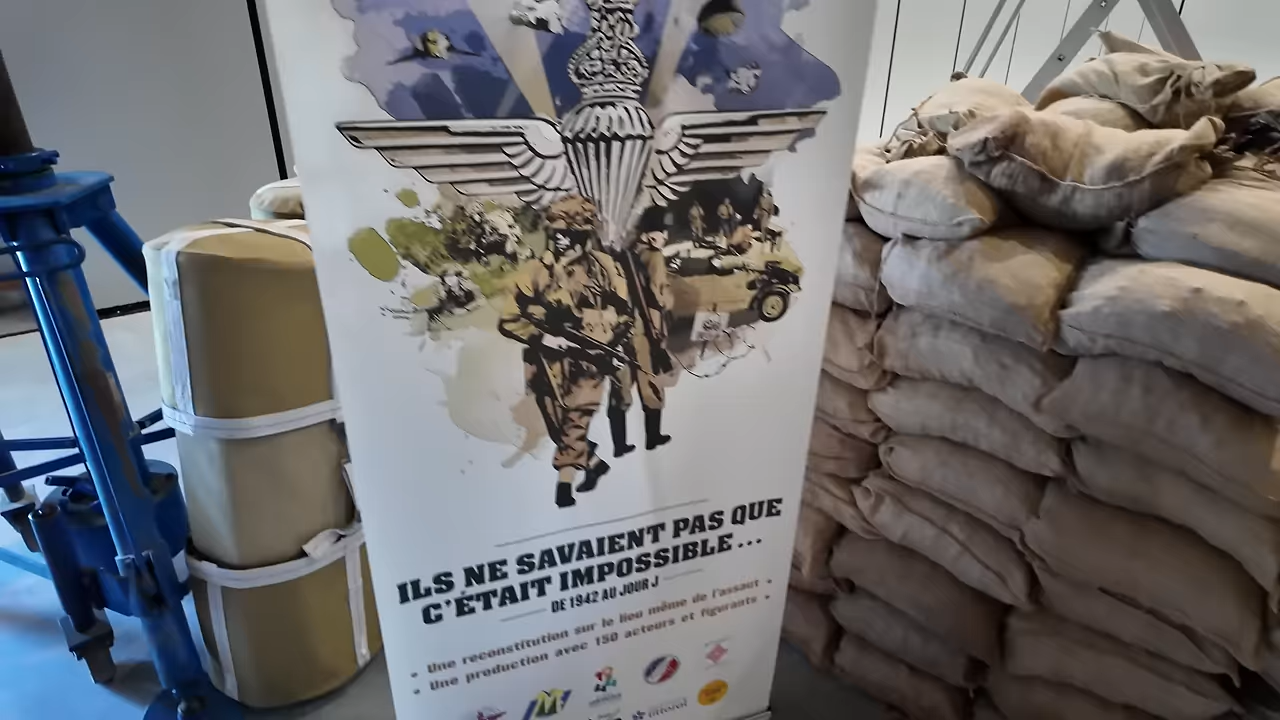 ILS NE SAVAIENT PAS QUE
C'ÉTAIT IMPOSSIBLE...
DE 1942 AU JOUR J
• Une reconstitution sur le lieu même de l'assaut •
• Une production avec 150 acteurs et figurants •
littoral